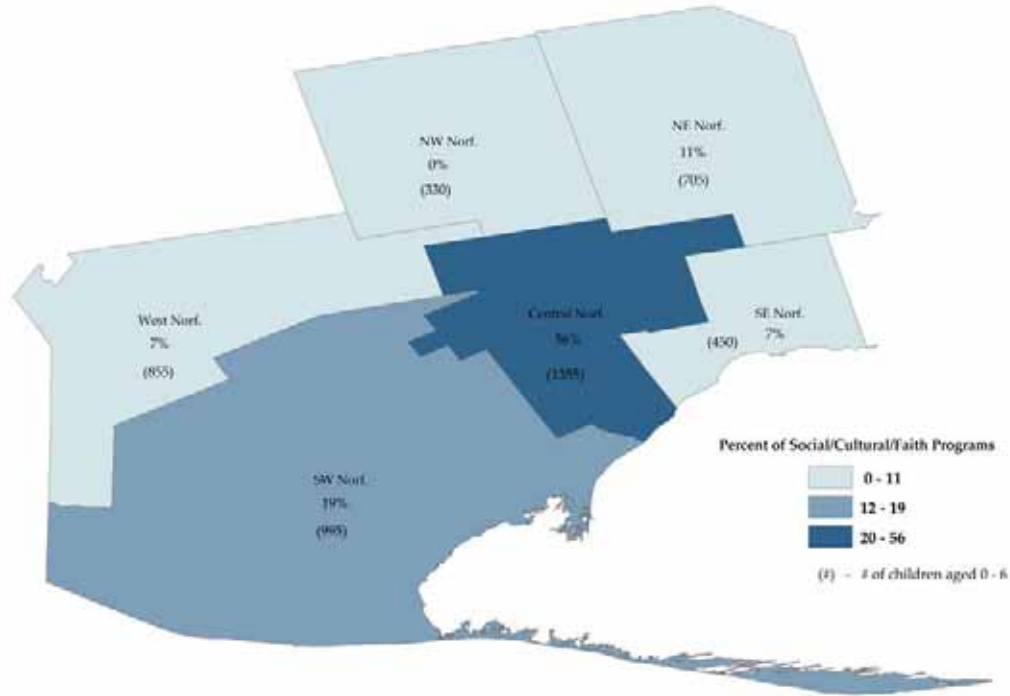 NW Norf.
0%
(330)
NE Norf.
11%
(705)
West Norf.
7%
(855)
Central Norf.
56%
(1355)
SE Norf.
(450) 7%
SW Norf.
19%
(995)
Percent of Social/Cultural/Faith Programs
0 - 11
12 - 19
20 - 56
(#) - # of children aged 0 - 6